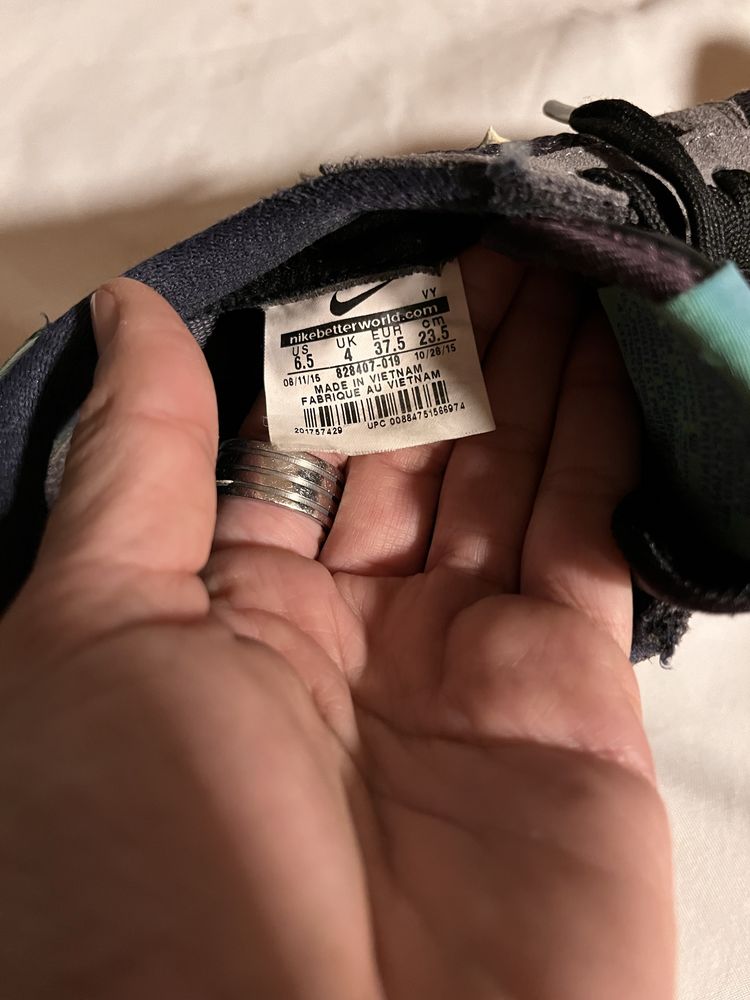 VY
nikebetterworld.com
US UK EUR cm
6.5 4 37.5 23.5
08/11/15 828407-019 10/28/15
MADE IN VIETNAM
FABRIQUE AU VIETNAM
201757429 UPC 00884751566974